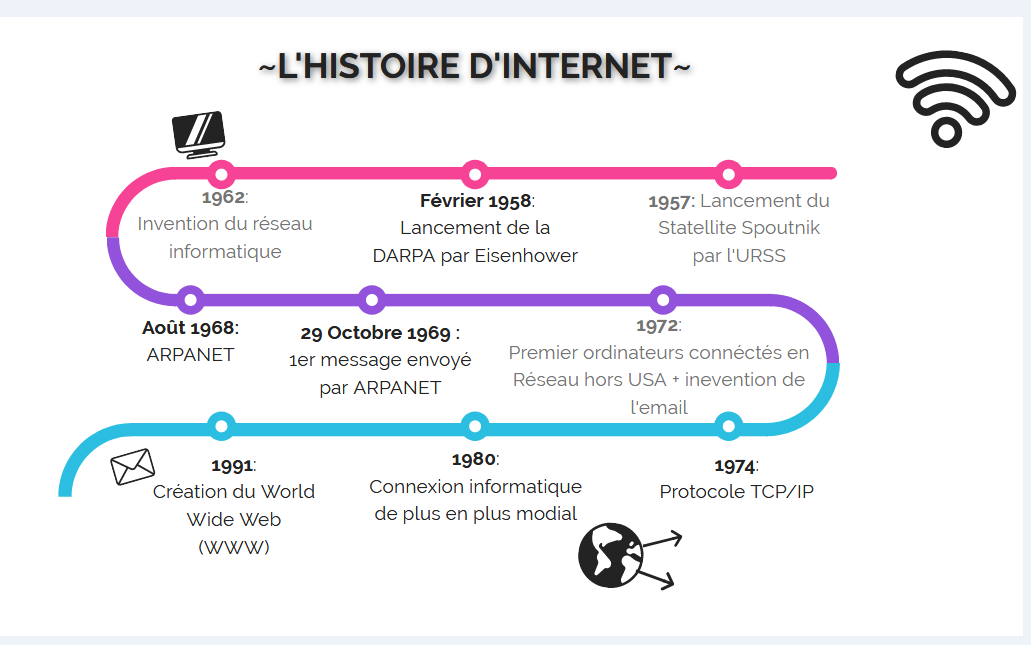 ~L'HISTOIRE D'INTERNET~
1962:
Invention du réseau
informatique
Février 1958:
Lancement de la
DARPA par Eisenhower
1957: Lancement du
Statellite Spoutnik
par l'URSS
Août 1968:
ARPANET
29 Octobre 1969 :
1er message envoyé
par ARPANET
1972:
Premier ordinateurs connéctés en
Réseau hors USA + inevention de
l'email
1991:
Création du World
Wide Web
(WWW)
1980:
Connexion informatique
de plus en plus modial
1974:
Protocole TCP/IP